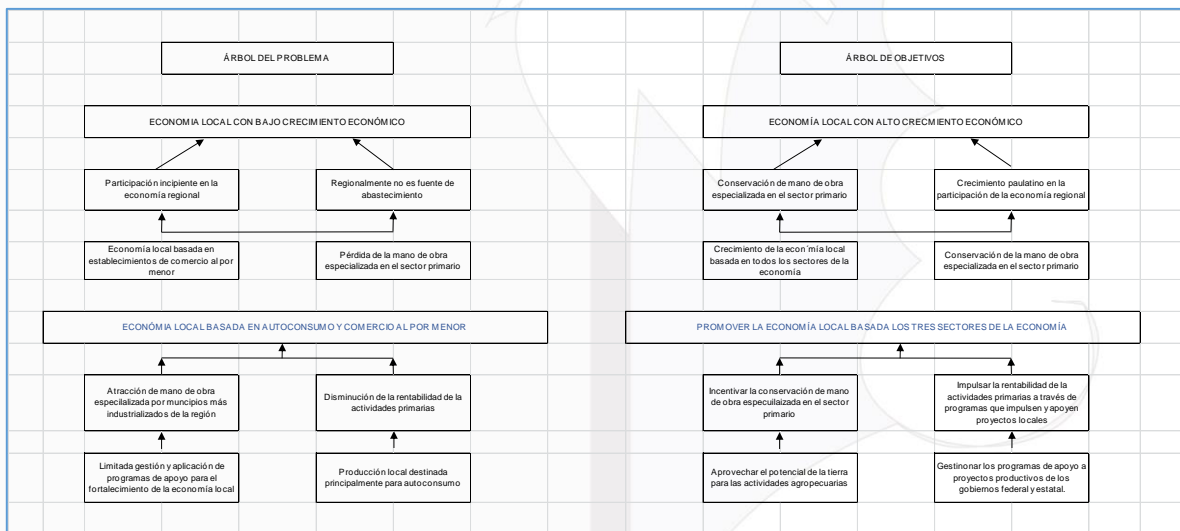 ÁRBOL DEL PROBLEMA
ECONOMIA LOCAL CON BAJO CRECIMIENTO ECONÓMICO
Participación incipiente en la
economía regional
Regionalmente no es fuente de
abastecimiento
Economía local basada en
establecimientos de comercio al por
menor
Pérdida de la mano de obra
especializada en el sector primario
ECONÓMIA LOCAL BASADA EN AUTOCONSUMO Y COMERCIO AL POR MENOR
Atracción de mano de obra
especilalizada por muncipios más
industrializados de la región
Disminución de la rentabilidad de la
actividades primarias
Limitada gestión y aplicación de
programas de apoyo para el
fortalecimiento de la economía local
Producción local destinada
principalmente para autoconsumo
ÁRBOL DE OBJETIVOS
ECONOMÍA LOCAL CON ALTO CRECMIENTO ECONÓMICO
Conservación de mano de obra
especializada en el sector primario
Crecimiento paulatino en la
participación de la economía regional
Crecimiento de la econ´mía local
basada en todos los sectores de la
economía
Conservación de la mano de obra
especializada en el sector primario
PROMOVER LA ECONOMÍA LOCAL BASADA LOS TRES SECTORES DE LA ECONOMÍA
Incentivar la conservación de mano
de obra especuilaizada en el sector
primario
Impulsar la rentabilidad de la
actividades primarias a través de
programas que impulsen y apoyen
proyectos locales
Aprovechar el potencial de la tierra
para las actividades agropecuarias
Gestinonar los programas de apoyo a
proyectos productivos de los
gobiernos federal y estatal.